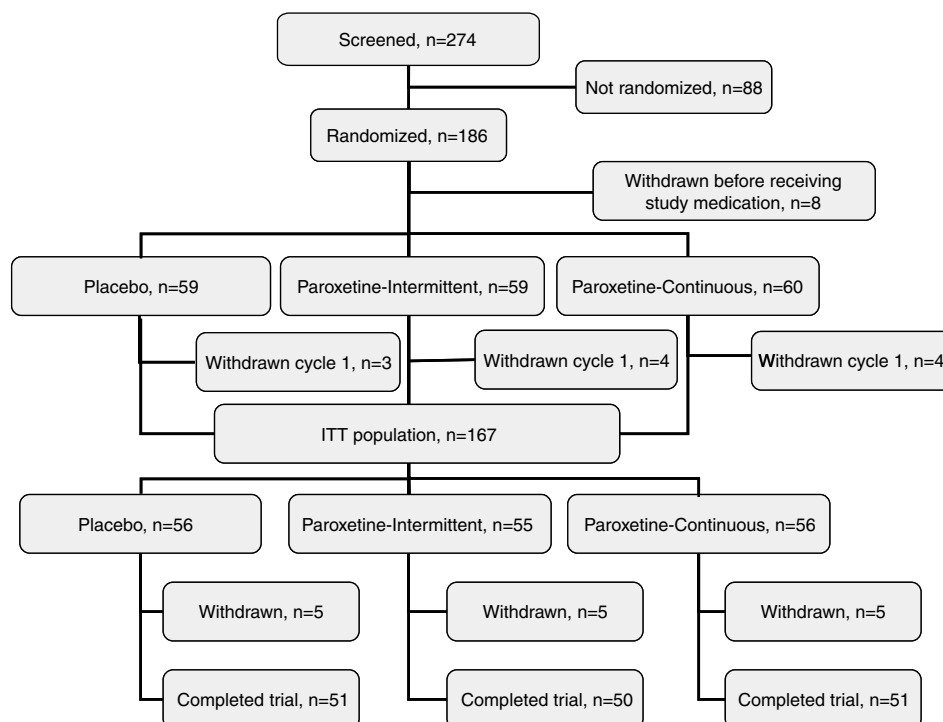 Screened, n=274
Not randomized, n=88
Randomized, n=186
Withdrawn before receiving
study medication, n=8
Placebo, n=59
Paroxetine-Intermittent, n=59
Paroxetine-Continuous, n=60
Withdrawn cycle 1, n=3
Withdrawn cycle 1, n=4
Withdrawn cycle 1, n=4
ITT population, n=167
Placebo, n=56
Paroxetine-Intermittent, n=55
Paroxetine-Continuous, n=56
Withdrawn, n=5
Withdrawn, n=5
Withdrawn, n=5
Completed trial, n=51
Completed trial, n=50
Completed trial, n=51